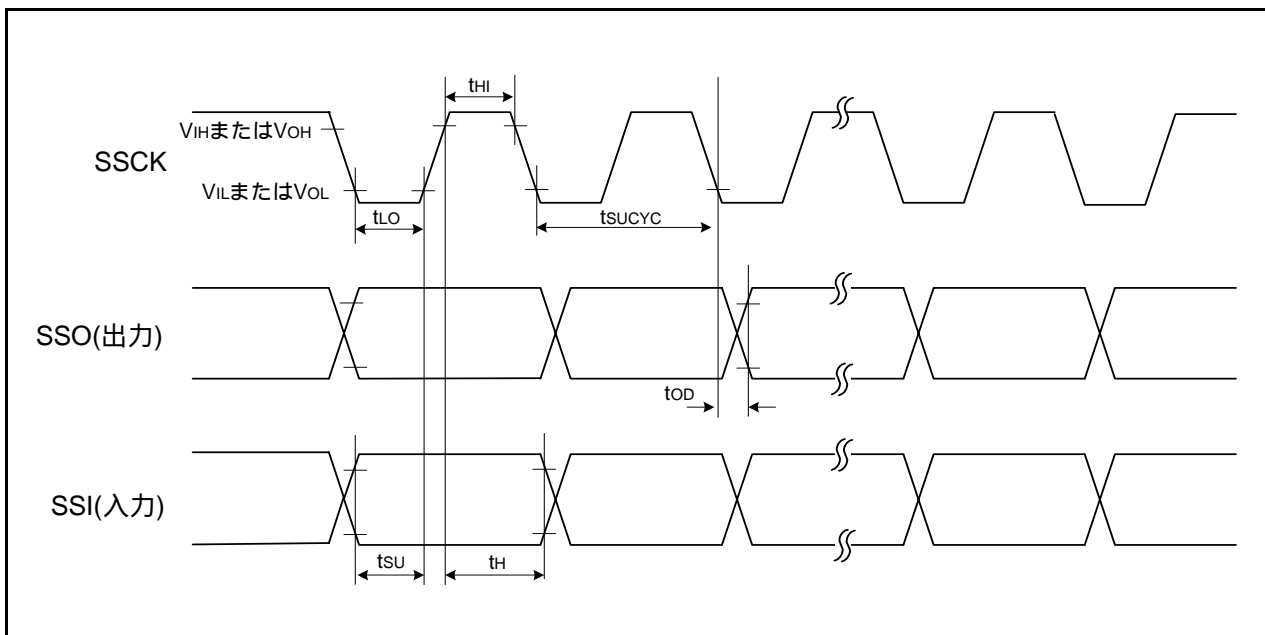 tHI
VIHまたはVOH
SSCK
VILまたはVOL
tLO
tSUCYC
SSO(出力)
tOD
SSI(入力)
tSU
tH